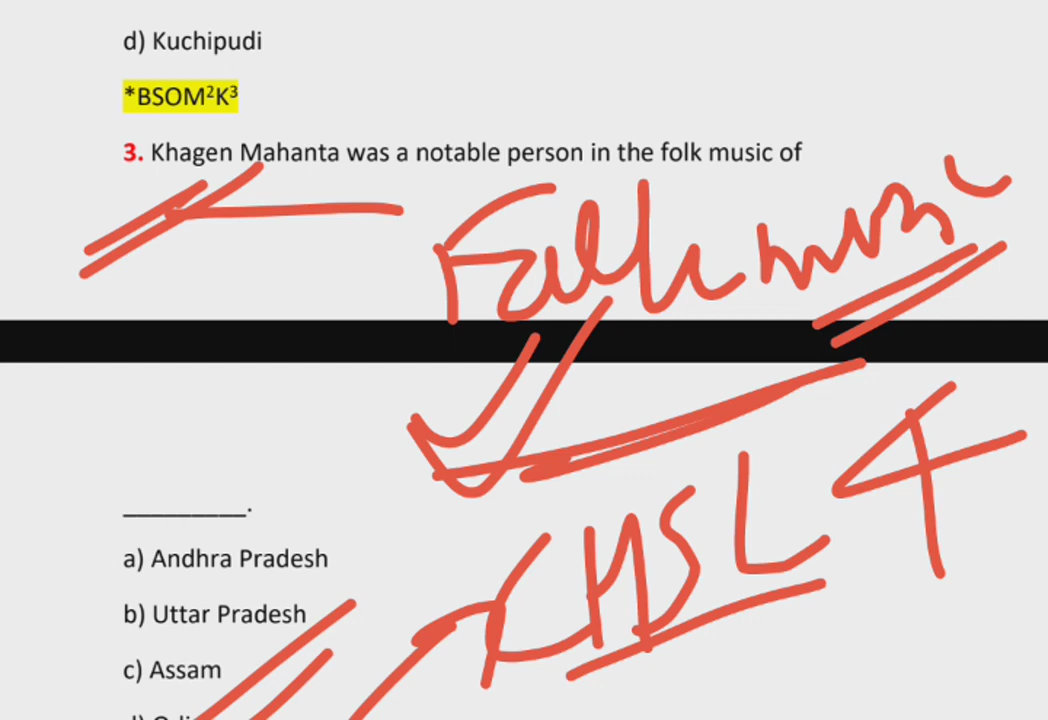 d) Kuchipudi
*BSOM²K³
3. Khagen Mahanta was a notable person in the folk music of
Folk music
__________.
a) Andhra Pradesh
CHSL 4
b) Uttar Pradesh
c) Assam